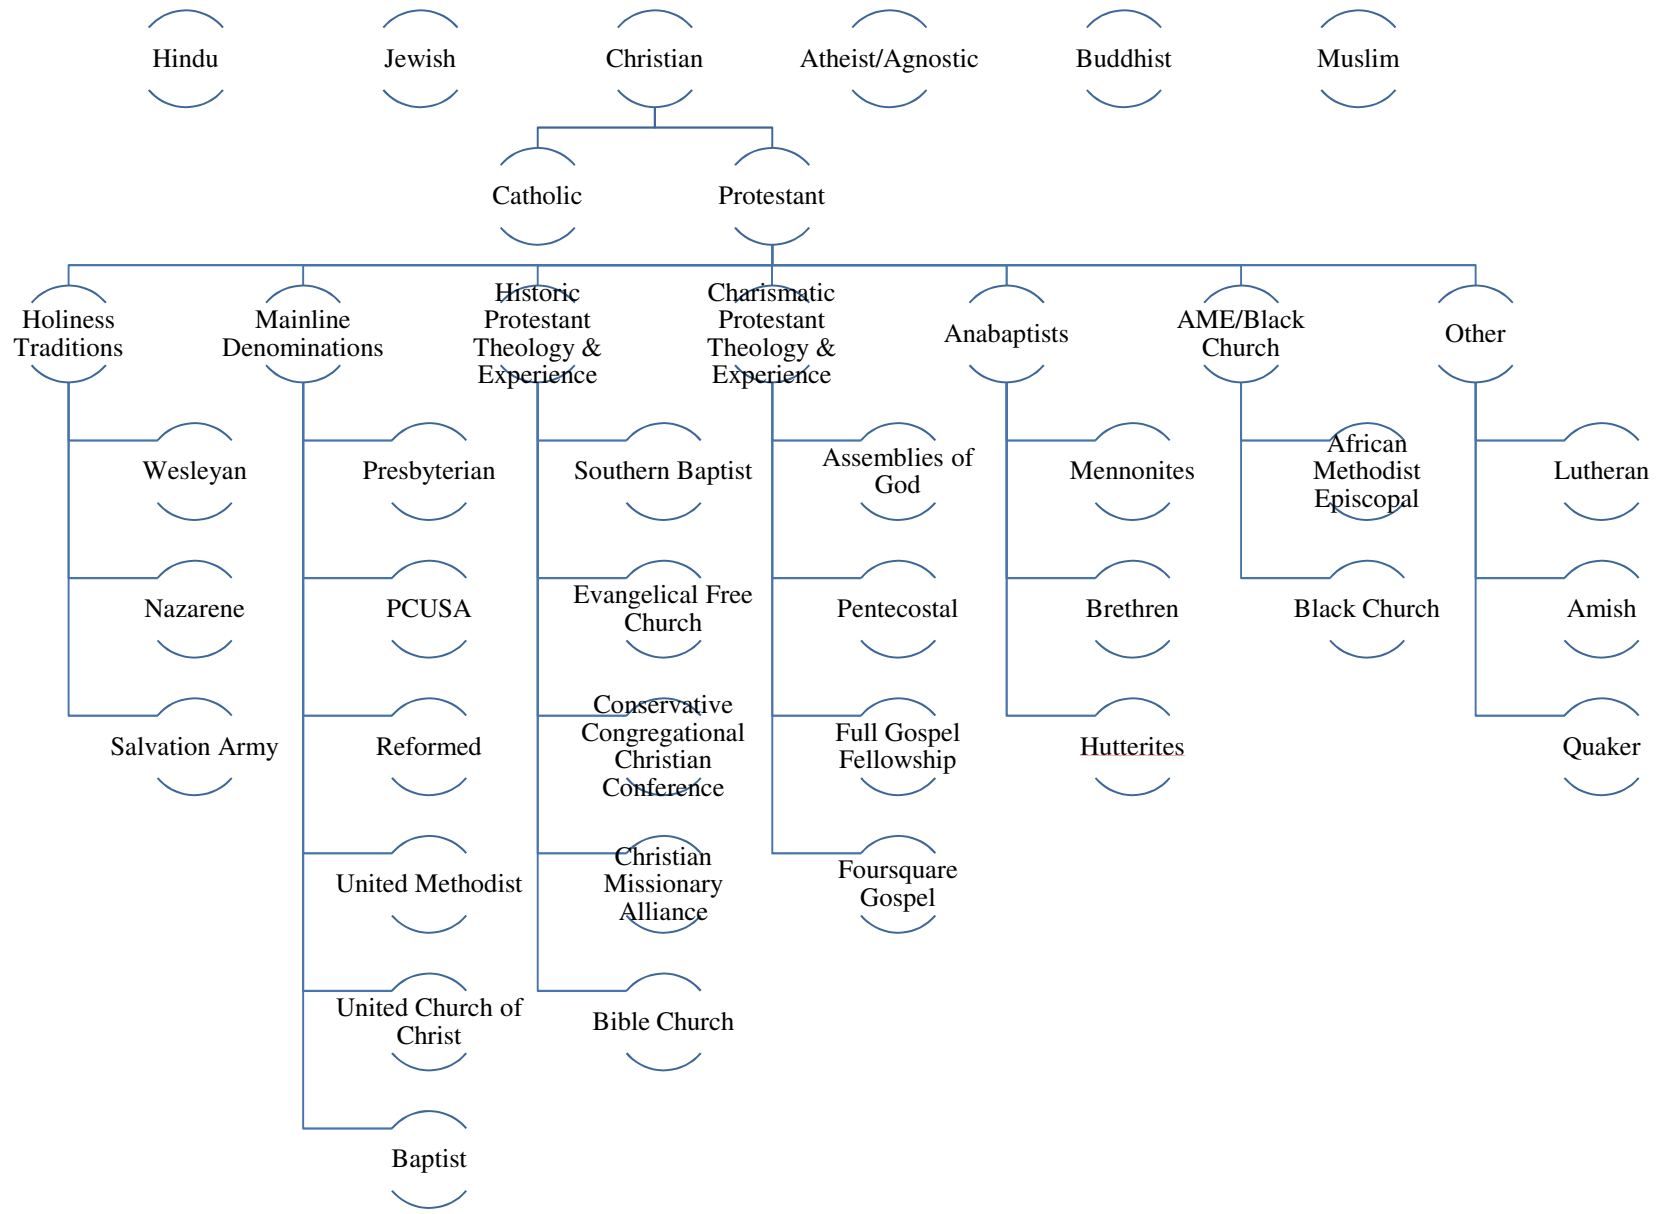 Hindu
Jewish
Christian
Atheist/Agnostic
Buddhist
Muslim
Catholic
Protestant
Holiness
Traditions
Mainline
Denominations
Historic
Protestant
Theology &
Experience
Charismatic
Protestant
Theology &
Experience
Anabaptists
AME/Black
Church
Other
Wesleyan
Nazarene
Salvation Army
Presbyterian
PCUSA
Reformed
United Methodist
United Church of
Christ
Baptist
Southern Baptist
Evangelical Free
Church
Conservative
Congregational
Christian
Conference
Christian
Missionary
Alliance
Bible Church
Assemblies of
God
Pentecostal
Full Gospel
Fellowship
Foursquare
Gospel
Mennonites
Brethren
Hutterites
African
Methodist
Episcopal
Black Church
Lutheran
Amish
Quaker